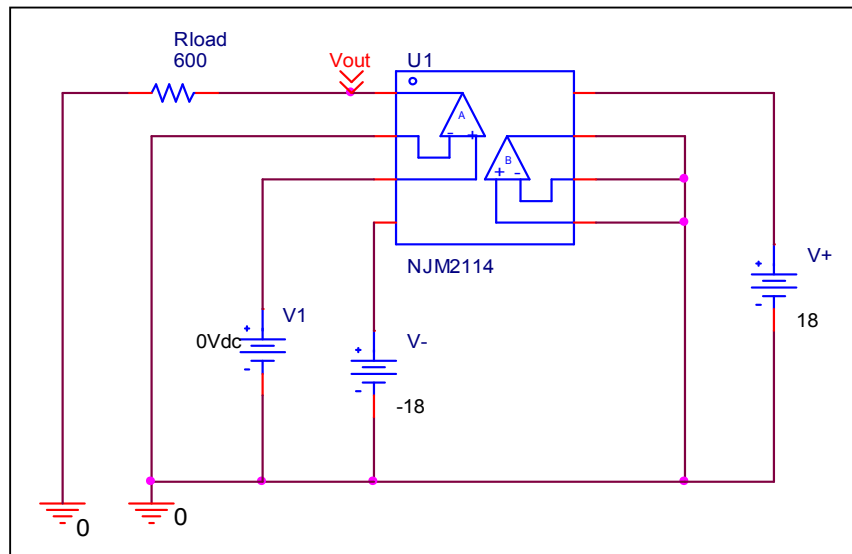 Rload
600
Vout
U1
A
- +
B
+ -
NJM2114
+
V1
0Vdc
-
+
V-
-
-18
+
V+
-
18
0
0